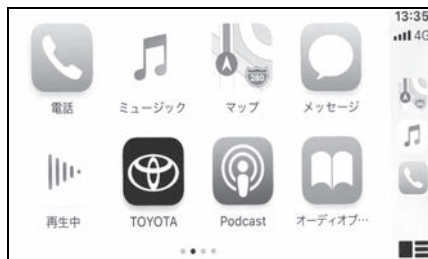 13:35
4G
280
電話
ミュージック
マップ
メッセージ
再生中
TOYOTA
Podcast
オーディオブ…